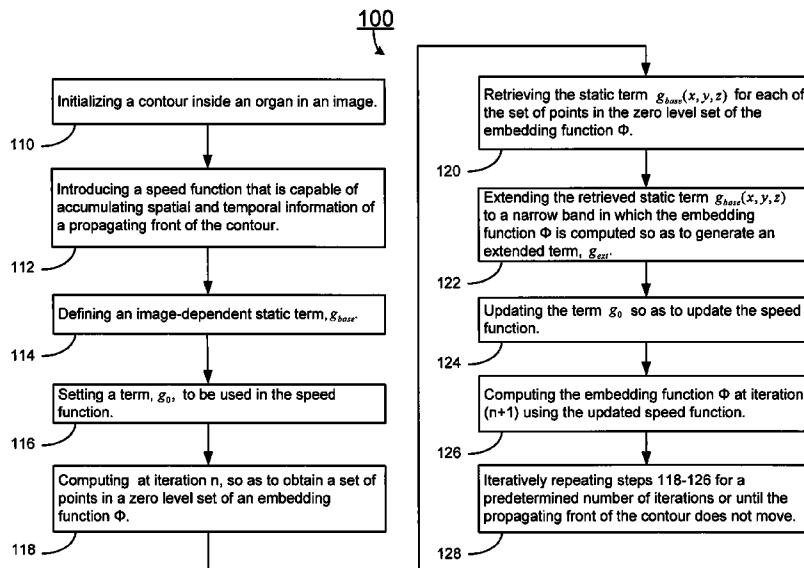 100
Initializing a contour inside an organ in an image.
110
Introducing a speed function that is capable of
accumulating spatial and temporal information of
a propagating front of the contour.
112
Defining an image-dependent static term, g_base.
114
Setting a term, g_0, to be used in the speed
function.
116
Computing at iteration n, so as to obtain a set of
points in a zero level set of an embedding
function Φ.
118
Retrieving the static term g_base(x, y, z) for each of
the set of points in the zero level set of the
embedding function Φ.
120
Extending the retrieved static term g_base(x, y, z)
to a narrow band in which the embedding
function Φ is computed so as to generate an
extended term, g_ext.
122
Updating the term g_0 so as to update the speed
function.
124
Computing the embedding function Φ at iteration
(n+1) using the updated speed function.
126
Iteratively repeating steps 118-126 for a
predetermined number of iterations or until the
propagating front of the contour does not move.
128